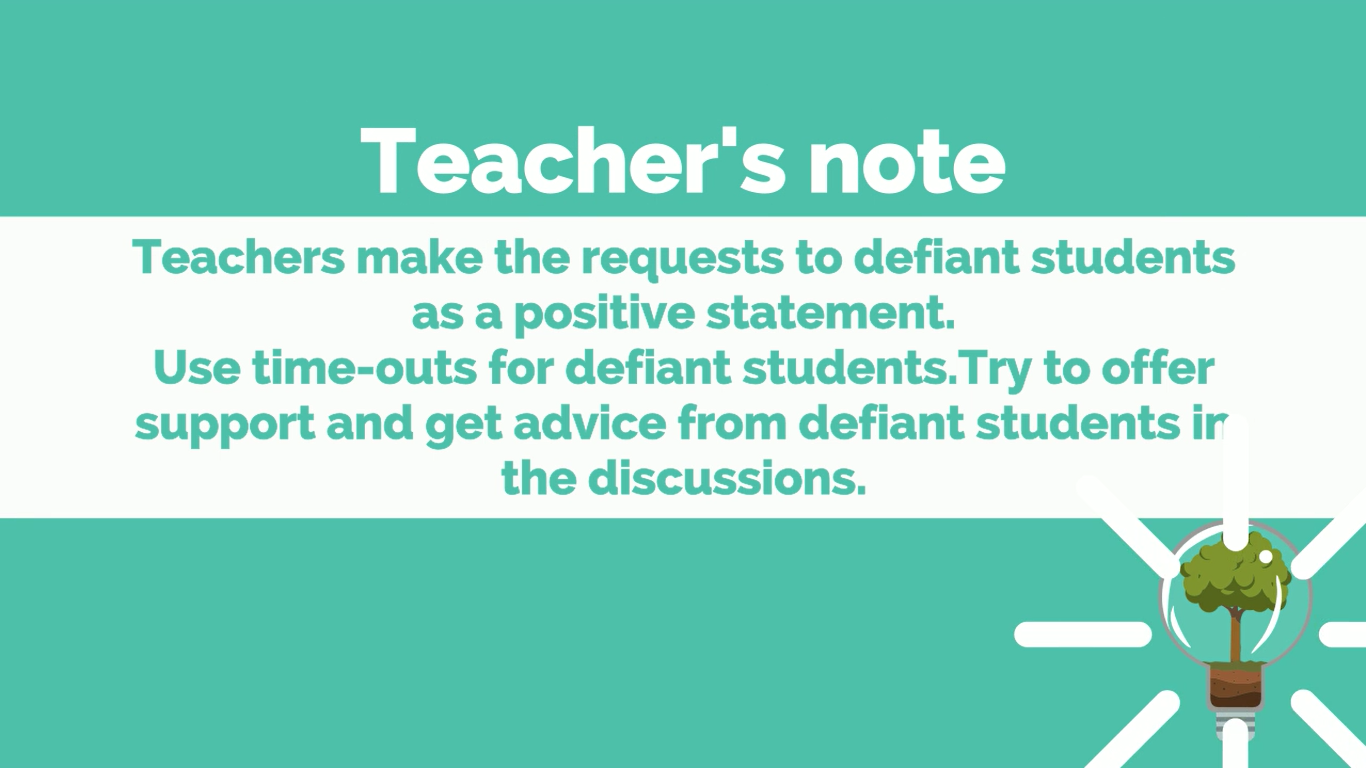 Teacher's note
Teachers make the requests to defiant students
as a positive statement.
Use time-outs for defiant students.Try to offer
support and get advice from defiant students in
the discussions.